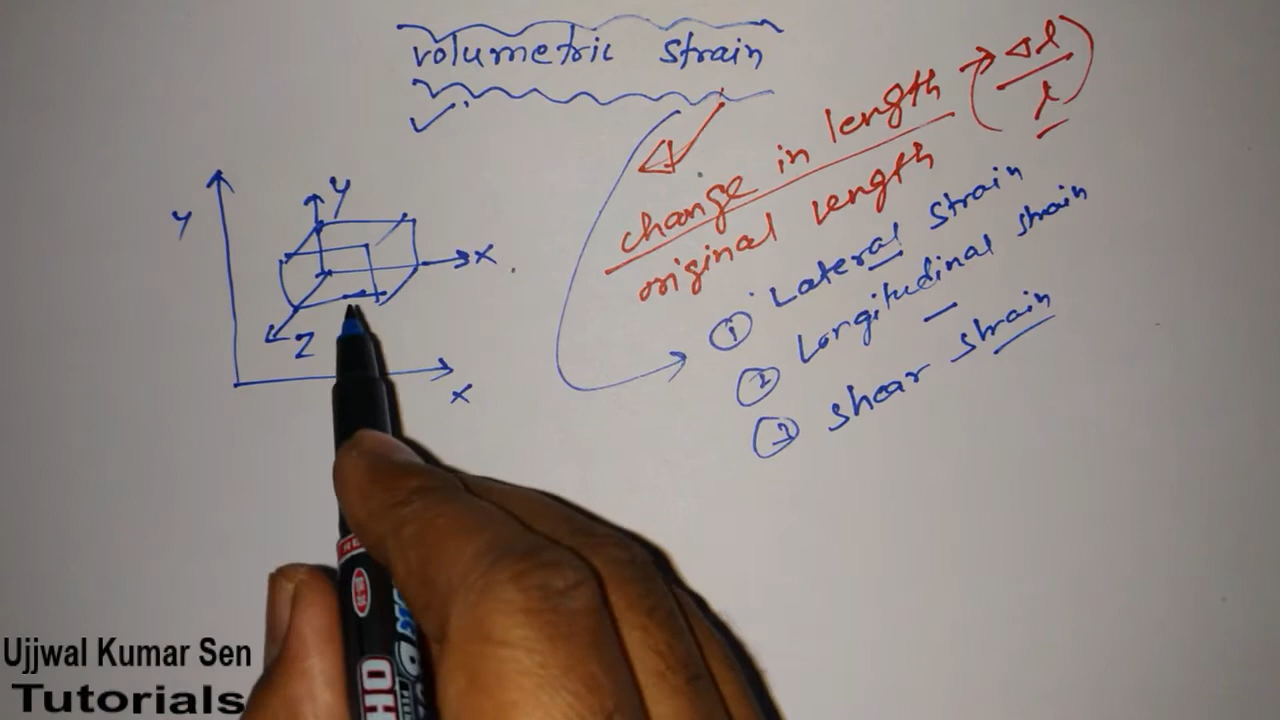 volumetric strain
change in length
original length
Δl
l
① Lateral strain
② Longitudinal strain
③ shear strain
Y
Y
X
Z
X
Ujjwal Kumar Sen
Tutorials